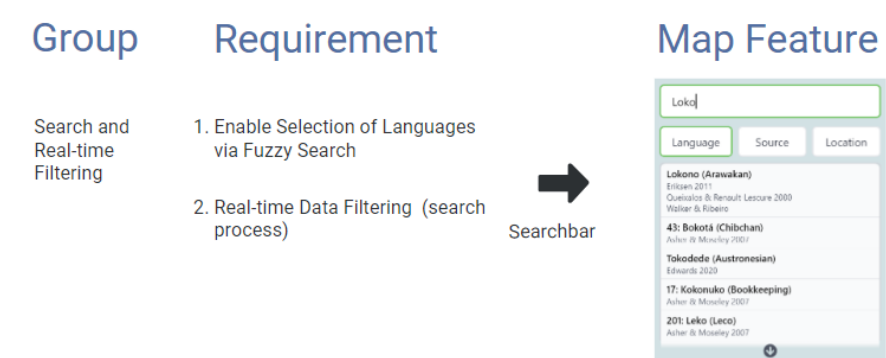 Group
Requirement
Map Feature
Search and
Real-time
Filtering
1. Enable Selection of Languages
via Fuzzy Search
2. Real-time Data Filtering (search
process)
Searchbar
Loko
Language
Source
Location
Lokono (Arawakan)
Eriksen 2011
Queixalos & Renault Lescure 2000
Walker & Ribeiro
43: Bokotá (Chibchan)
Asher & Moseley 2007
Tokodede (Austronesian)
Edwards 2020
17: Kokonuko (Bookkeeping)
Asher & Moseley 2007
201: Leko (Leco)
Asher & Moseley 2007